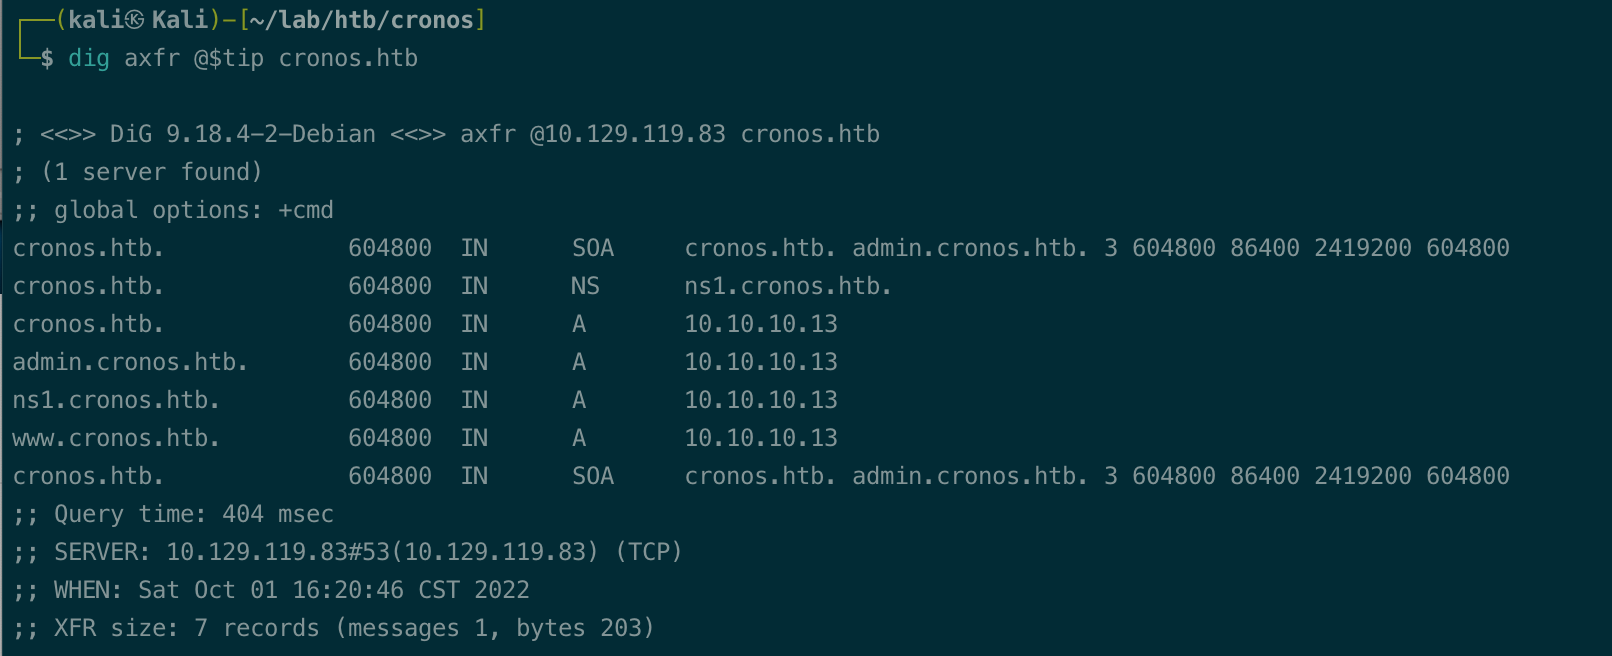 ┌──(kali㉿Kali)-[~/lab/htb/cronos]
└─$ dig axfr @$tip cronos.htb
; <<>> DiG 9.18.4-2-Debian <<>> axfr @10.129.119.83 cronos.htb
; (1 server found)
;; global options: +cmd
cronos.htb. 604800 IN SOA cronos.htb. admin.cronos.htb. 3 604800 86400 2419200 604800
cronos.htb. 604800 IN NS ns1.cronos.htb.
cronos.htb. 604800 IN A 10.10.10.13
admin.cronos.htb. 604800 IN A 10.10.10.13
ns1.cronos.htb. 604800 IN A 10.10.10.13
www.cronos.htb. 604800 IN A 10.10.10.13
cronos.htb. 604800 IN SOA cronos.htb. admin.cronos.htb. 3 604800 86400 2419200 604800
;; Query time: 404 msec
;; SERVER: 10.129.119.83#53(10.129.119.83) (TCP)
;; WHEN: Sat Oct 01 16:20:46 CST 2022
;; XFR size: 7 records (messages 1, bytes 203)